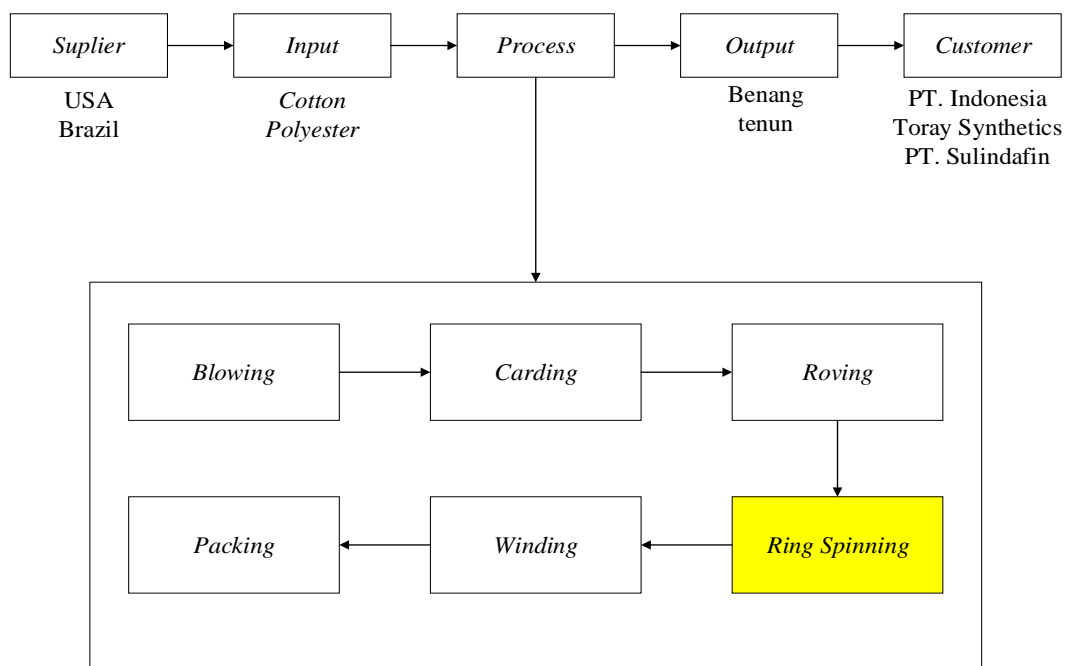 Suplier
Input
Process
Output
Customer
USA
Brazil
Cotton
Polyester
Benang
tenun
PT. Indonesia
Toray Synthetics
PT. Sulindafin
Blowing
Carding
Roving
Packing
Winding
Ring Spinning